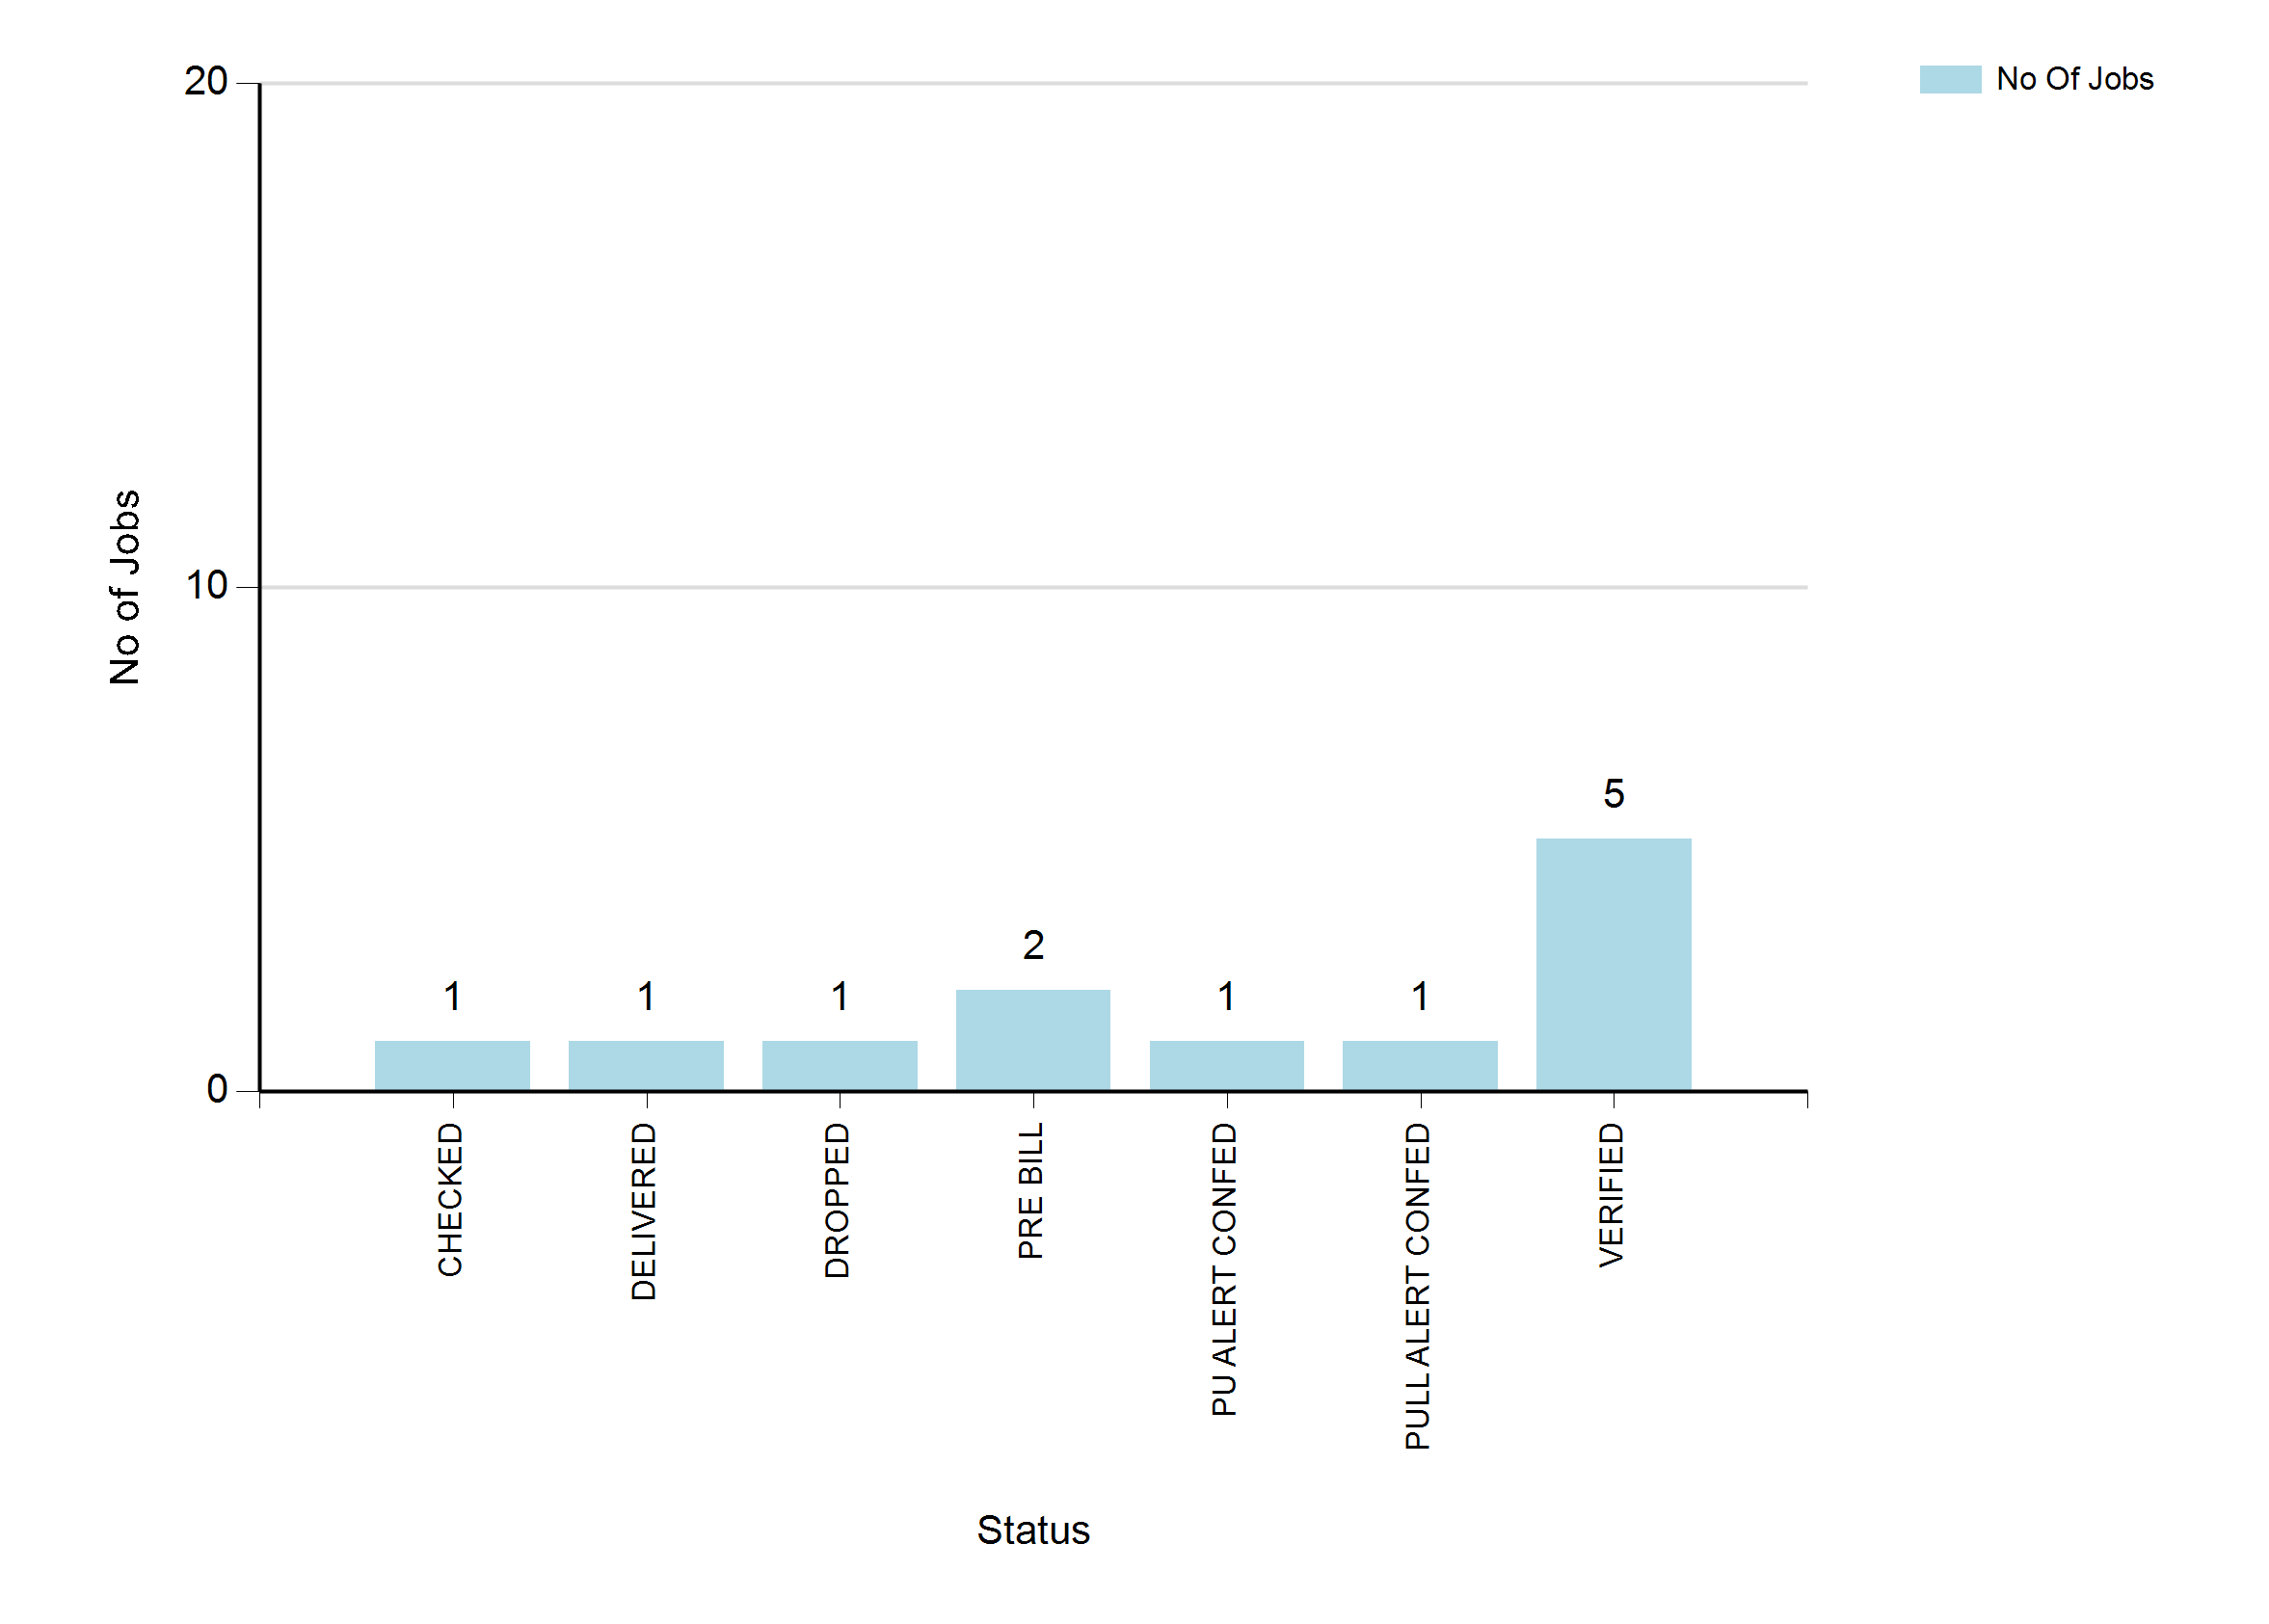 20
No Of Jobs
No of Jobs
10
5
2
1
1
1
1
1
0
CHECKED
DELIVERED
DROPPED
PRE BILL
PU ALERT CONFED
PULL ALERT CONFED
VERIFIED
Status